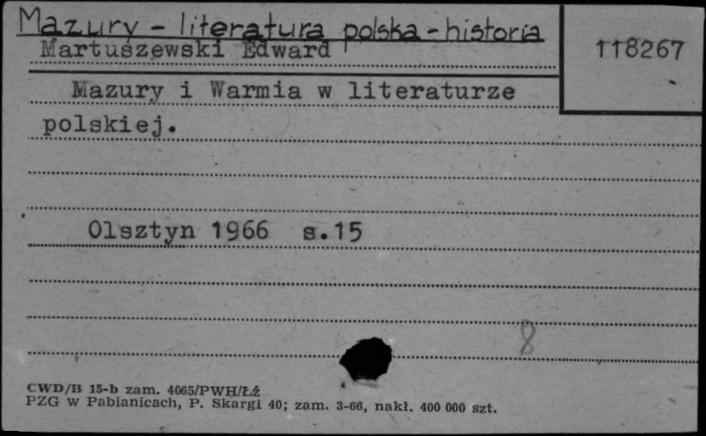 Mazury - literatura polska - historia
Martuszewski Edward
118267
Mazury i Warmia w literaturze
polskiej.
Olsztyn 1966 s.15
8
CWD/B 15-b zam. 4065/PWH/Łź
PZG w Pabianicach, P. Skargi 40; zam. 3-66, nakł. 400 000 szt.